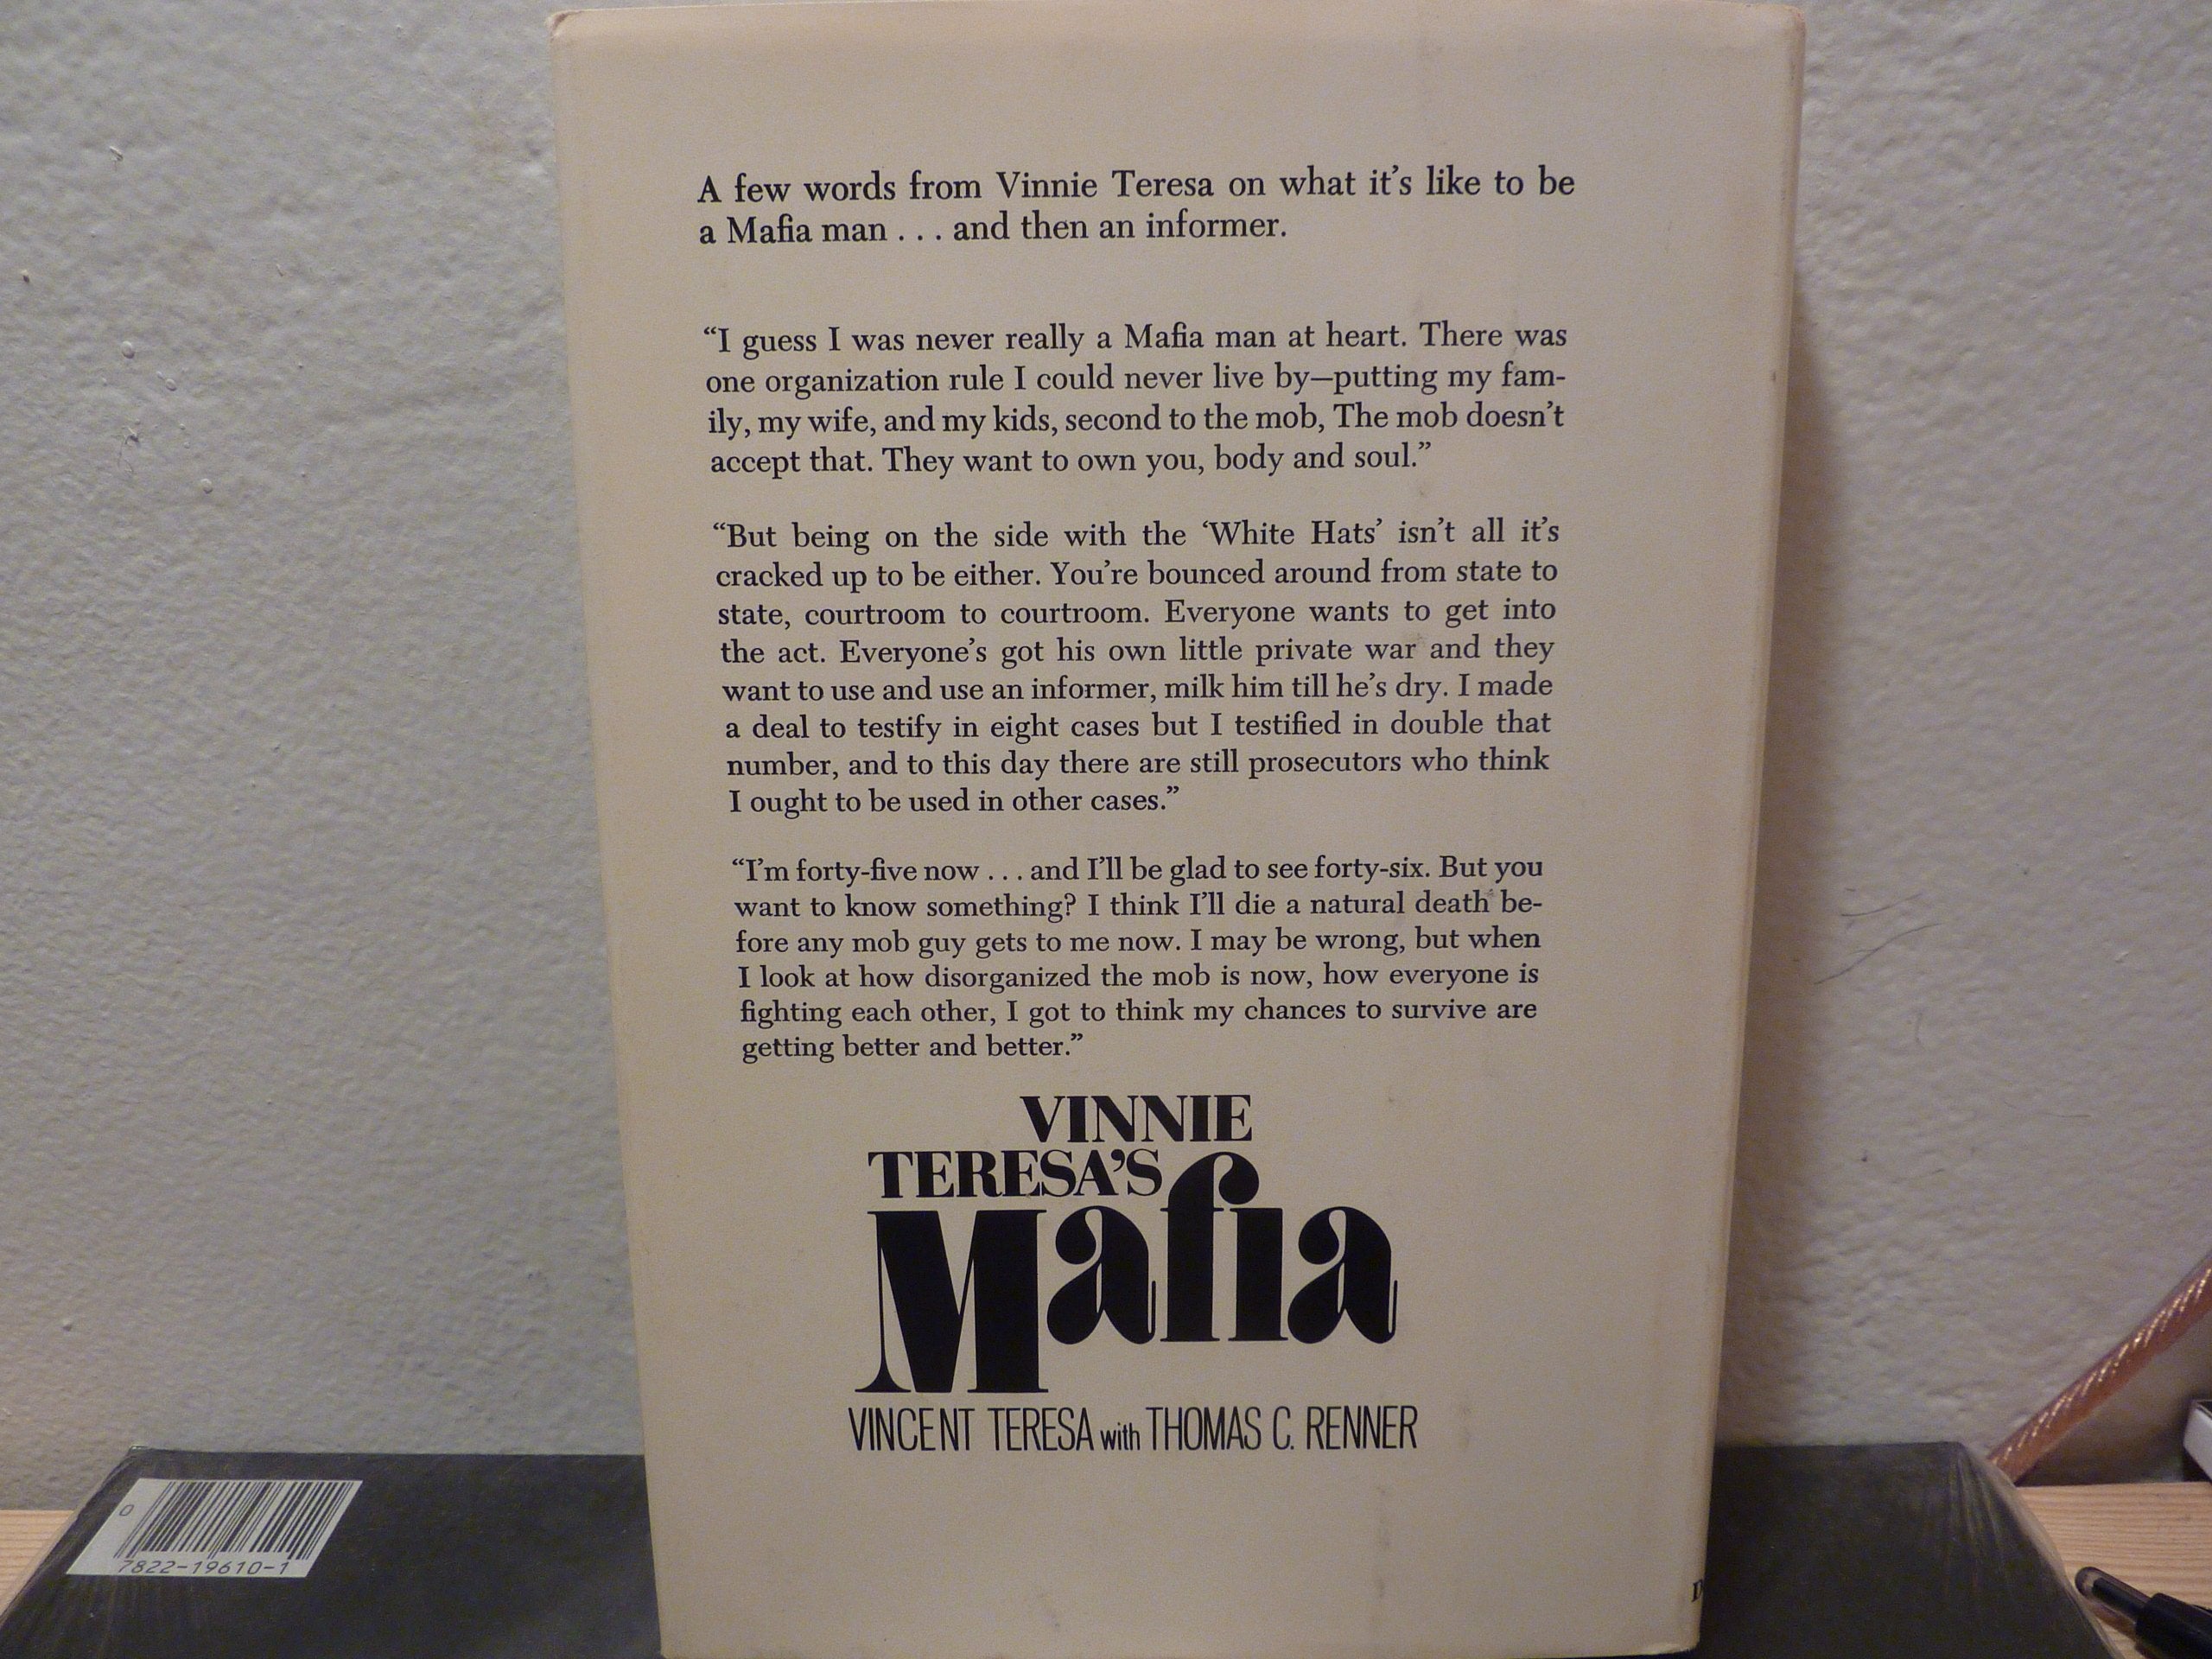 A few words from Vinnie Teresa on what it's like to be
a Mafia man . . . and then an informer.
“I guess I was never really a Mafia man at heart. There was
one organization rule I could never live by—putting my fam-
ily, my wife, and my kids, second to the mob, The mob doesn’t
accept that. They want to own you, body and soul.”
“But being on the side with the ‘White Hats’ isn’t all it’s
cracked up to be either. You’re bounced around from state to
state, courtroom to courtroom. Everyone wants to get into
the act. Everyone’s got his own little private war and they
want to use and use an informer, milk him till he’s dry. I made
a deal to testify in eight cases but I testified in double that
number, and to this day there are still prosecutors who think
I ought to be used in other cases.”
“I’m forty-five now . . . and I’ll be glad to see forty-six. But you
want to know something? I think I’ll die a natural death be-
fore any mob guy gets to me now. I may be wrong, but when
I look at how disorganized the mob is now, how everyone is
fighting each other, I got to think my chances to survive are
getting better and better.”
VINNIE
TERESA’S
Mafia
VINCENT TERESA with THOMAS C. RENNER
0
7822-19610-1